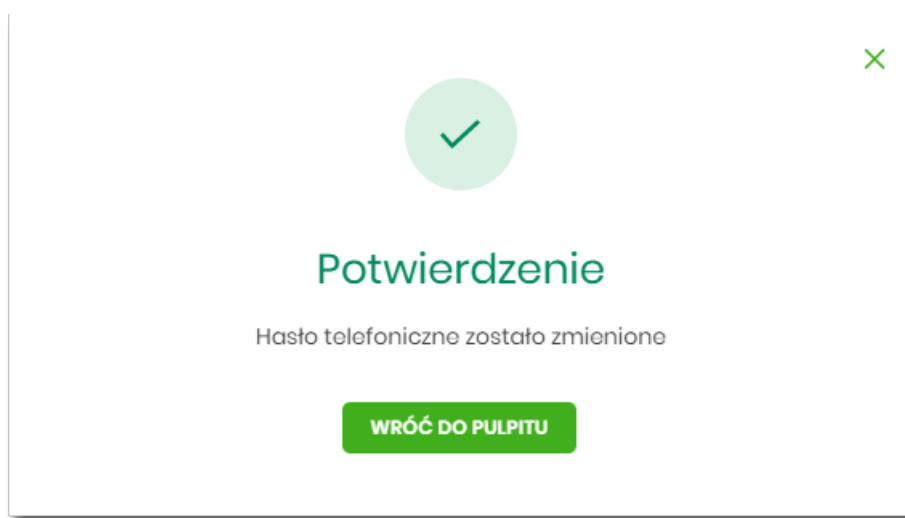 Potwierdzenie
Hasło telefoniczne zostało zmienione
WRÓĆ DO PULPITU